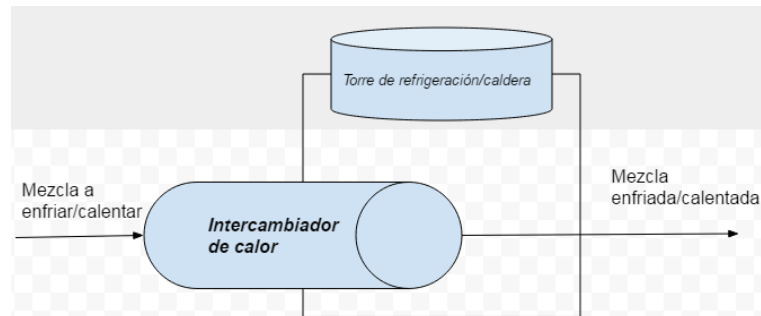 Torre de refrigeración/caldera
Mezcla a
enfriar/calentar
Intercambiador
de calor
Mezcla
enfriada/calentada